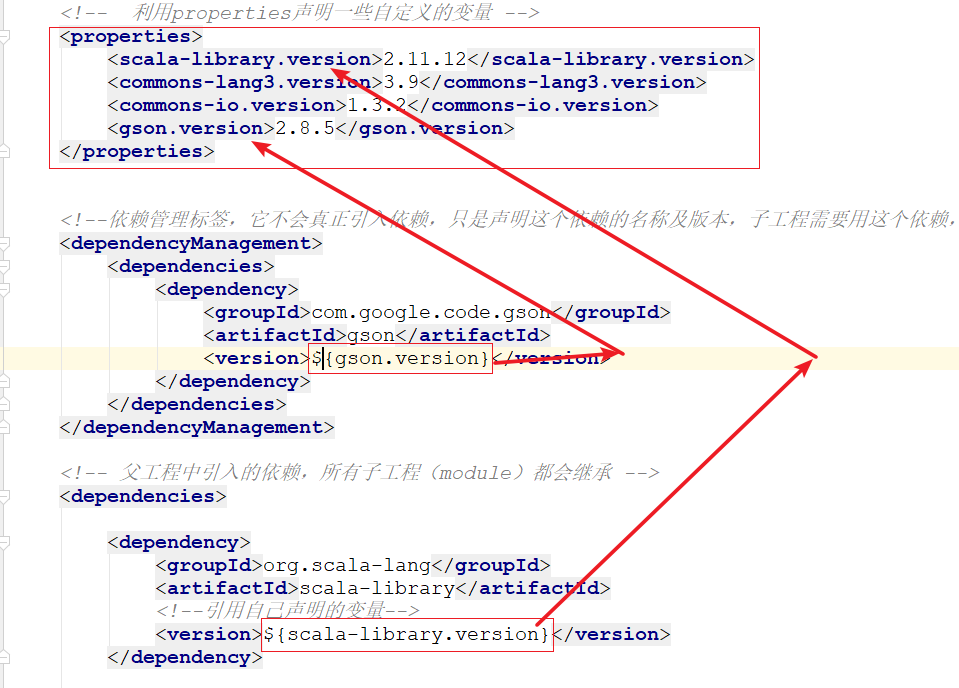 <!--  利用properties声明一些自定义的变量 -->
<properties>
<scala-library.version>2.11.12</scala-library.version>
<commons-lang3.version>3.9</commons-lang3.version>
<commons-io.version>1.3.2</commons-io.version>
<gson.version>2.8.5</gson.version>
</properties>
<!--依赖管理标签，它不会真正引入依赖，只是声明这个依赖的名称及版本，子工程需要用这个依赖，
<dependencyManagement>
<dependencies>
<dependency>
<groupId>com.google.code.gson</groupId>
<artifactId>gson</artifactId>
<version>${gson.version}</version>
</dependency>
</dependencies>
</dependencyManagement>
<!-- 父工程中引入的依赖，所有子工程（module）都会继承 -->
<dependencies>
<dependency>
<groupId>org.scala-lang</groupId>
<artifactId>scala-library</artifactId>
<!--引用自己声明的变量-->
<version>${scala-library.version}</version>
</dependency>